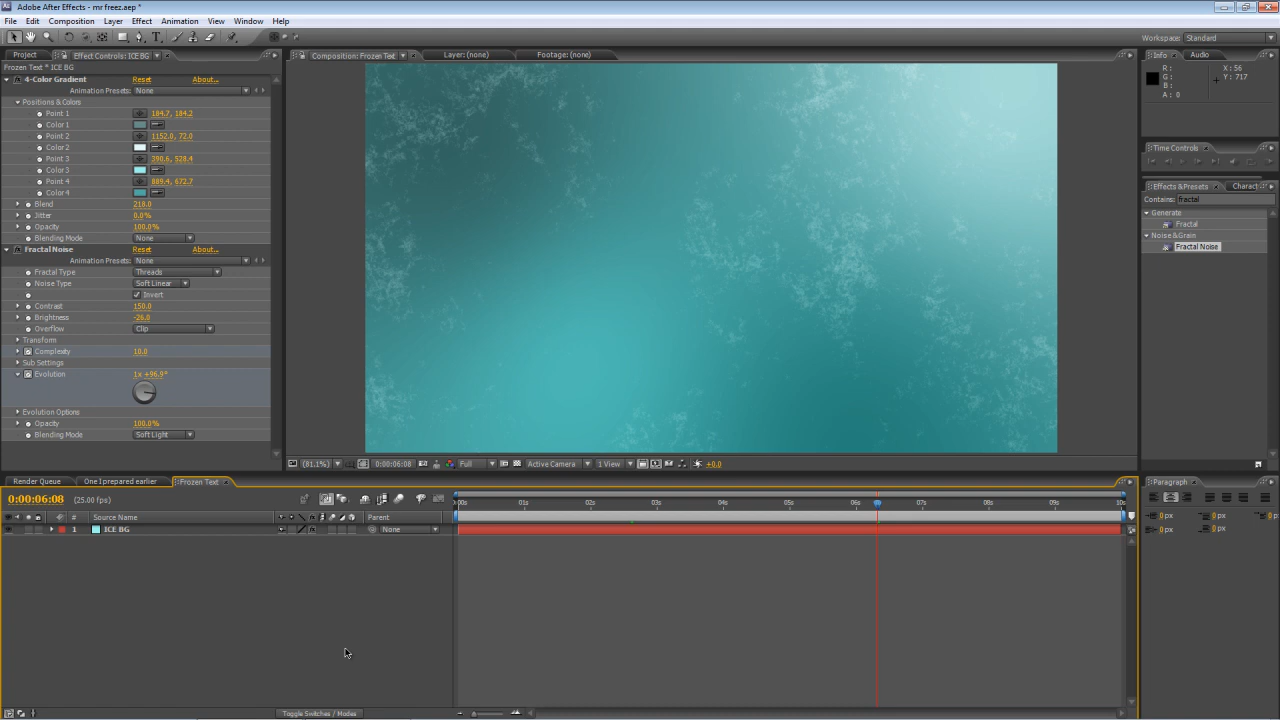 Adobe After Effects - mr freez.aep *
File Edit Composition Layer Effect Animation View Window Help
Workspace: Standard
Project Effect Controls: ICE BG
Composition: Frozen Text Layer: (none) Footage: (none)
Info Audio
Frozen Text * ICE BG
4-Color Gradient Reset About...
Animation Presets: None
Positions & Colors
Point 1 184.7, 184.2
Color 1
Point 2 1152.0, 72.0
Color 2
Point 3 390.6, 528.4
Color 3
Point 4 889.4, 672.7
Color 4
Blend 218.0
Jitter 0.0%
Opacity 100.0%
Blending Mode None
Fractal Noise Reset About...
Animation Presets: None
Fractal Type Threads
Noise Type Soft Linear
Invert
Contrast 150.0
Brightness -26.0
Overflow Clip
Transform
Complexity 10.0
Sub Settings
Evolution 1x +96.9°
Evolution Options
Opacity 100.0%
Blending Mode Soft Light
R :
G :
B :
A : 0
X : 56
Y : 717
Time Controls
Effects & Presets Charact
Contains: fractal
Generate
Fractal
Noise & Grain
Fractal Noise
(81.1%) 0:00:06:08 Full Active Camera 1 View +0.0
Render Queue One I prepared earlier Frozen Text
0:00:06:08 (25.00 fps)
:00s 01s 02s 03s 04s 05s 06s 07s 08s 09s 10s
# Source Name Parent
1 ICE BG None
Toggle Switches / Modes
Paragraph
0 px 0 px 0 p
0 px 0 px